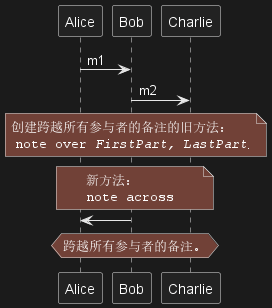 Alice Bob Charlie
m1
m2
创建跨越所有参与者的备注的旧方法：
note over FirstPart, LastPart.
新方法：
note across
跨越所有参与者的备注。
Alice Bob Charlie